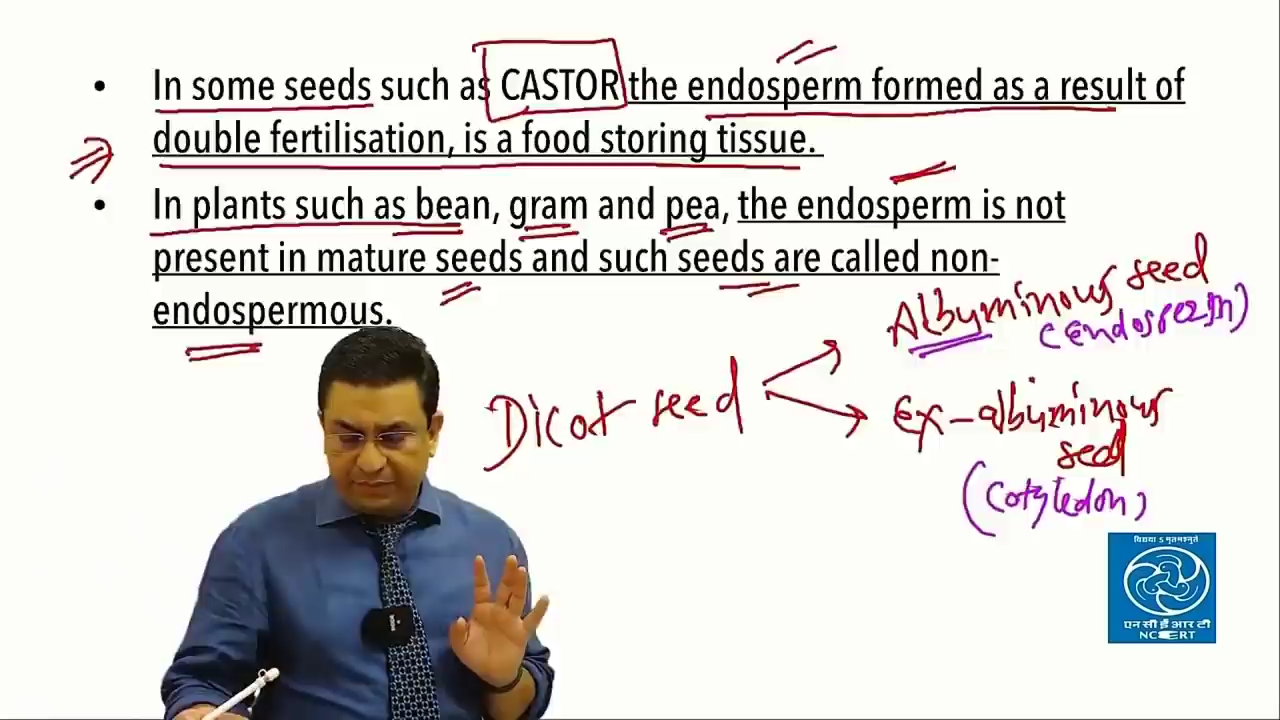 • In some seeds such as CASTOR the endosperm formed as a result of
double fertilisation, is a food storing tissue.
• In plants such as bean, gram and pea, the endosperm is not
present in mature seeds and such seeds are called non-
endospermous.
Albuminous seed
(endosperm)
Dicot seed
Ex-albuminous
seed
(Cotyledon)
एन सी ई आर टी
NCERT